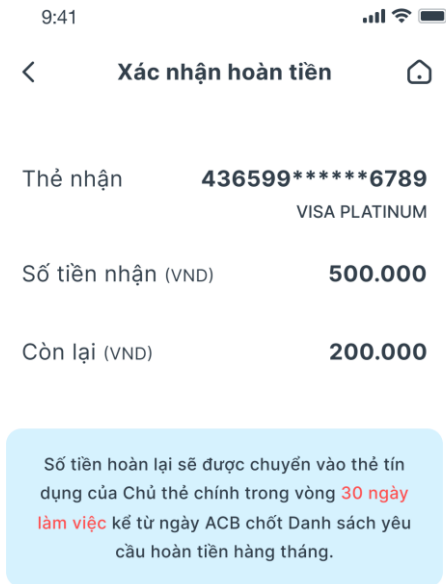 9:41
Xác nhận hoàn tiền
Thẻ nhận 436599******6789
VISA PLATINUM
Số tiền nhận (VND) 500.000
Còn lại (VND) 200.000
Số tiền hoàn lại sẽ được chuyển vào thẻ tín
dụng của Chủ thẻ chính trong vòng 30 ngày
làm việc kể từ ngày ACB chốt Danh sách yêu
cầu hoàn tiền hàng tháng.